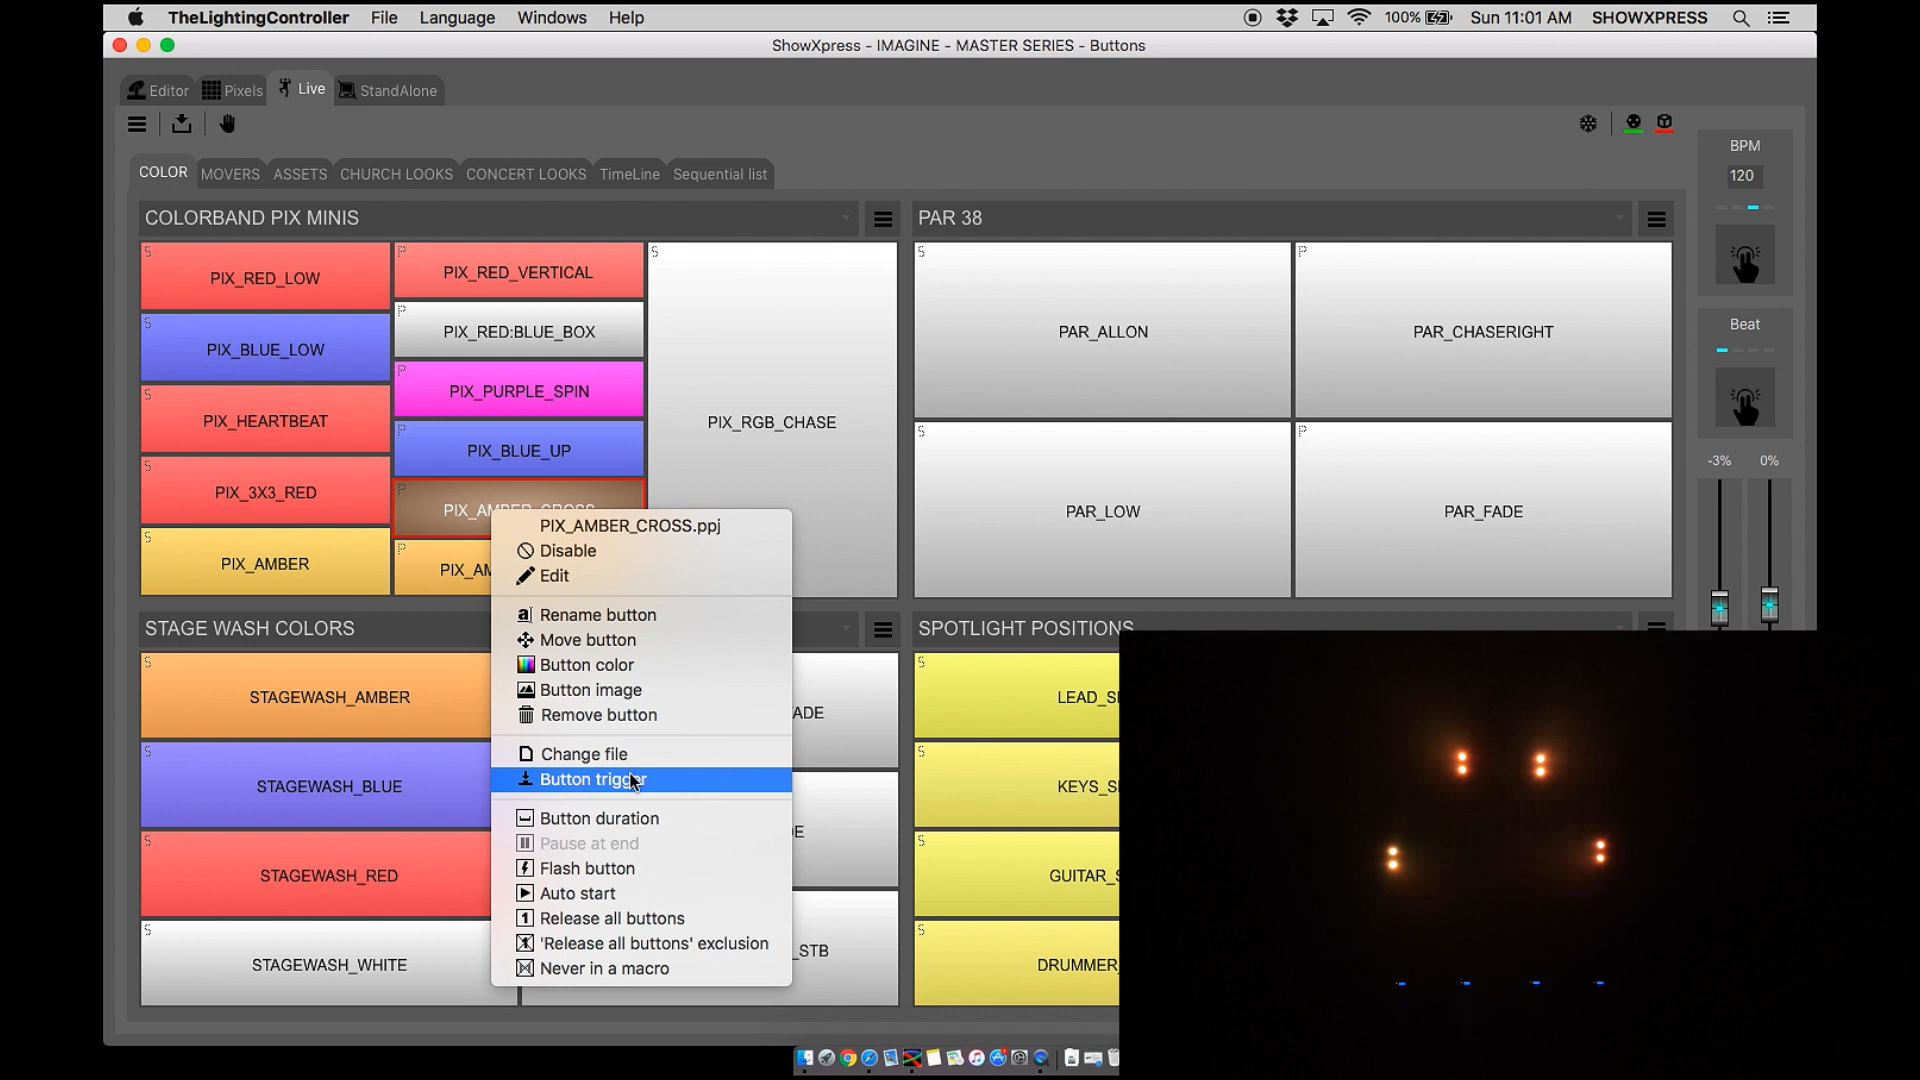 TheLightingController File Language Windows Help 100% Sun 11:01 AM SHOWXPRESS
ShowXpress - IMAGINE - MASTER SERIES - Buttons
Editor Pixels Live StandAlone
BPM
120
COLOR MOVERS ASSETS CHURCH LOOKS CONCERT LOOKS TimeLine Sequential list
COLORBAND PIX MINIS
S PIX_RED_LOW
S PIX_BLUE_LOW
S PIX_HEARTBEAT
S PIX_3X3_RED
S PIX_AMBER
P PIX_RED_VERTICAL
P PIX_RED:BLUE_BOX
P PIX_PURPLE_SPIN
P PIX_BLUE_UP
P
P
S PIX_RGB_CHASE
PAR 38
S PAR_ALLON
P PAR_CHASERIGHT
S PAR_LOW
P PAR_FADE
Beat
-3% 0%
PIX_AMBER_CROSS.ppj
Disable
Edit
Rename button
Move button
Button color
Button image
Remove button
Change file
Button trigger
Button duration
Pause at end
Flash button
Auto start
Release all buttons
'Release all buttons' exclusion
Never in a macro
STAGE WASH COLORS
S STAGEWASH_AMBER
S STAGEWASH_BLUE
S STAGEWASH_RED
S STAGEWASH_WHITE
SPOTLIGHT POSITIONS
S
S
S
S